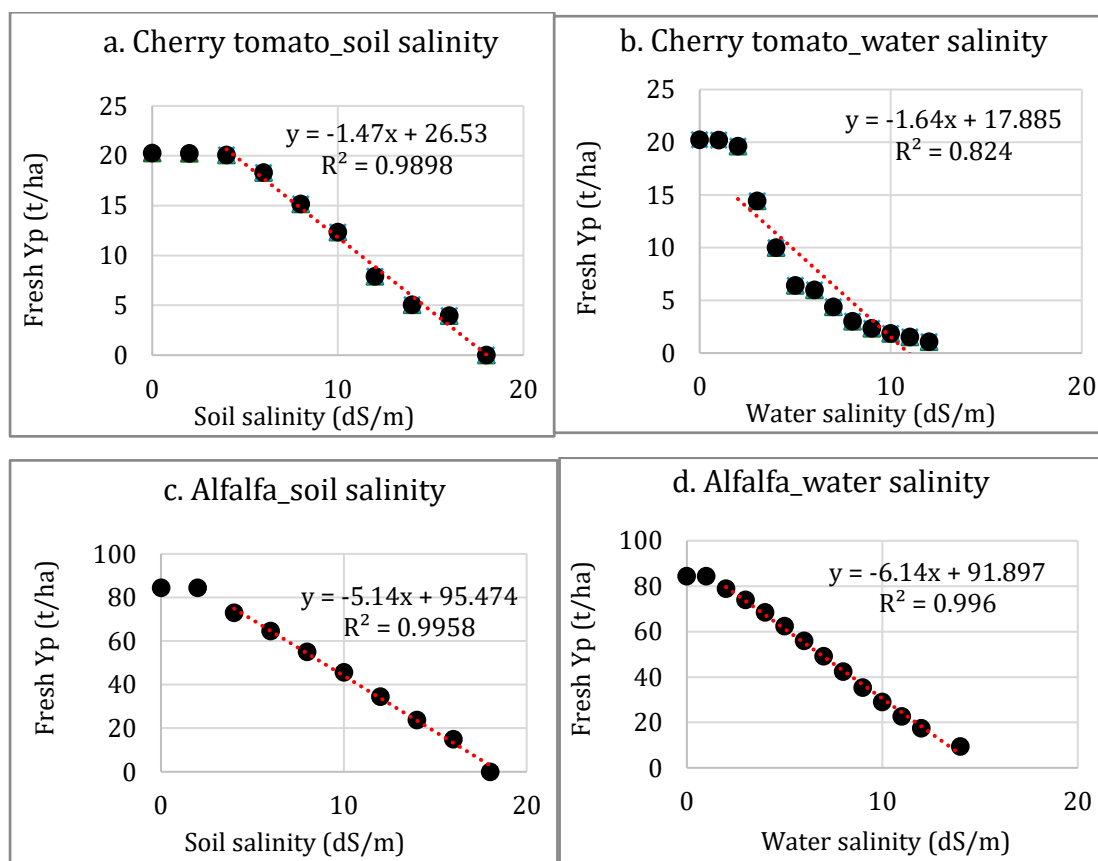 a. Cherry tomato_soil salinity
25
20
15
10
5
0
Fresh Yp (t/ha)
y = -1.47x + 26.53
R² = 0.9898
0 10 20
Soil salinity (dS/m)
b. Cherry tomato_water salinity
25
20
15
10
5
0
Fresh Yp (t/ha)
y = -1.64x + 17.885
R² = 0.824
0 10 20
Water salinity (dS/m)
c. Alfalfa_soil salinity
100
80
60
40
20
0
Fresh Yp (t/ha)
y = -5.14x + 95.474
R² = 0.9958
0 10 20
Soil salinity (dS/m)
d. Alfalfa_water salinity
100
80
60
40
20
0
Fresh Yp (t/ha)
y = -6.14x + 91.897
R² = 0.996
0 10 20
Water salinity (dS/m)